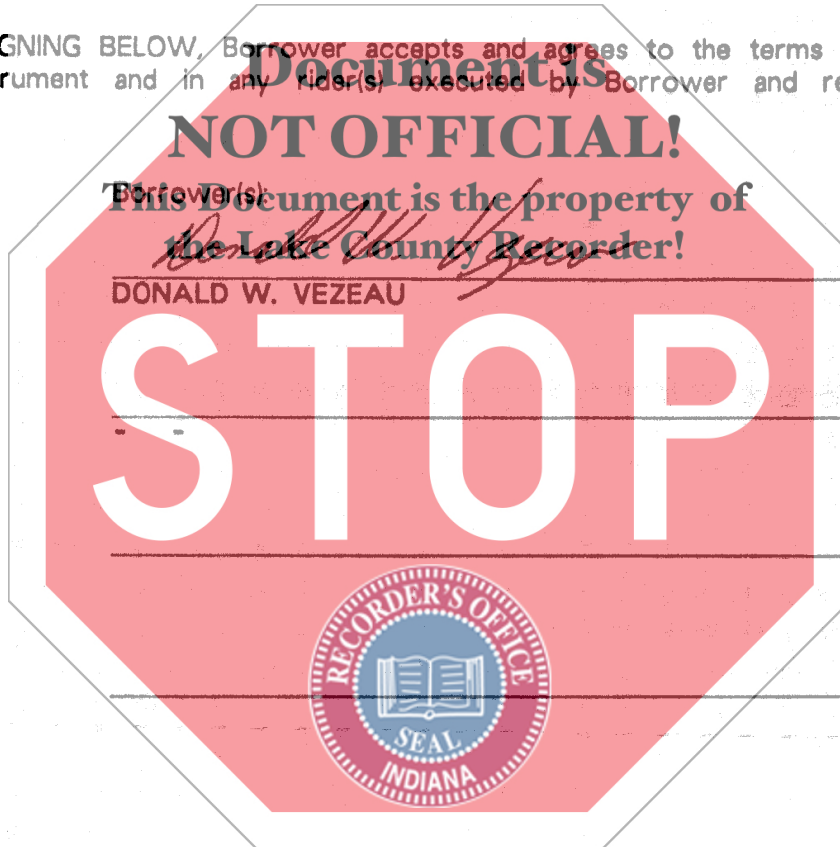 GNING BELOW, Borrower accepts and agrees to the terms
rument and in any rider(s) executed by Borrower and re
Document is
NOT OFFICIAL!
This Document is the property of
the Lake County Recorder!
Borrower(s):
Donald W. Vezeau
DONALD W. VEZEAU
STOP
RECORDER'S OFFICE
SEAL
INDIANA